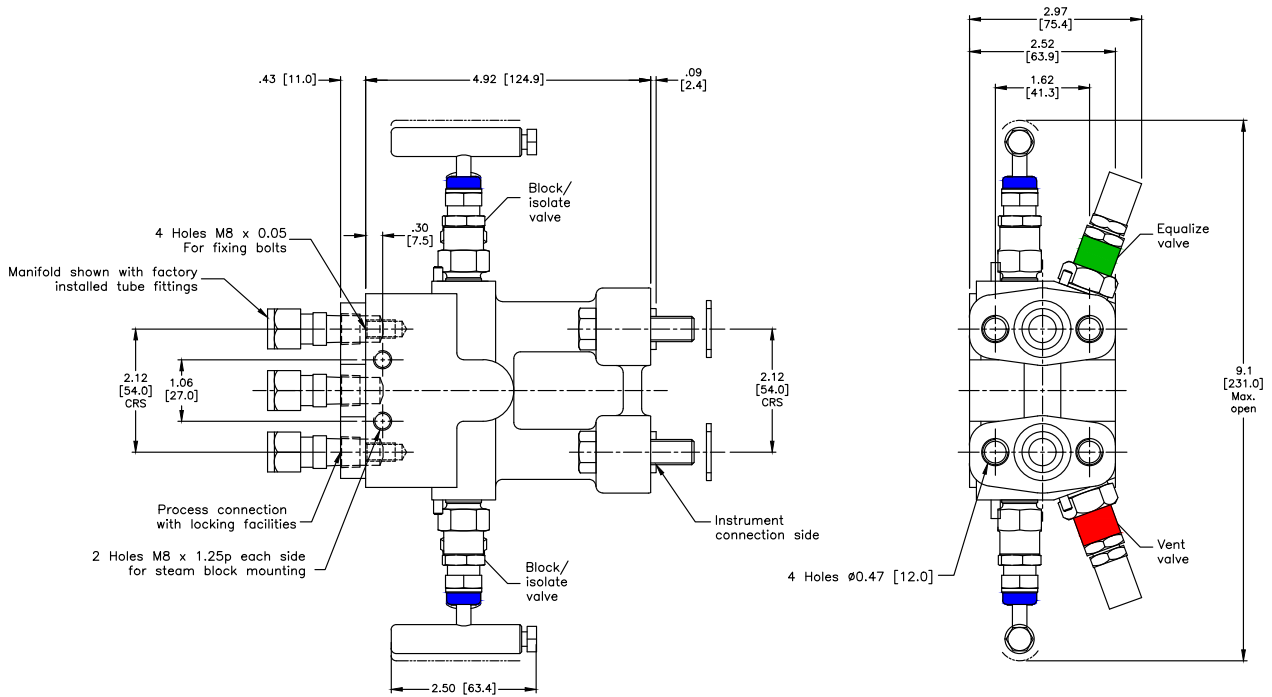 2.97
[75.4]
2.52
[63.9]
.43 [11.0]
4.92 [124.9]
.09
[2.4]
1.62
[41.3]
Block/
isolate
valve
4 Holes M8 x 0.05
For fixing bolts
.30
[7.5]
Equalize
valve
Manifold shown with factory
installed tube fittings
2.12
[54.0]
CRS
1.06
[27.0]
2.12
[54.0]
CRS
9.1
[231.0]
Max.
open
Process connection
with locking facilities
Instrument
connection side
2 Holes M8 x 1.25p each side
for steam block mounting
Block/
isolate
valve
4 Holes ø0.47 [12.0]
Vent
valve
2.50 [63.4]